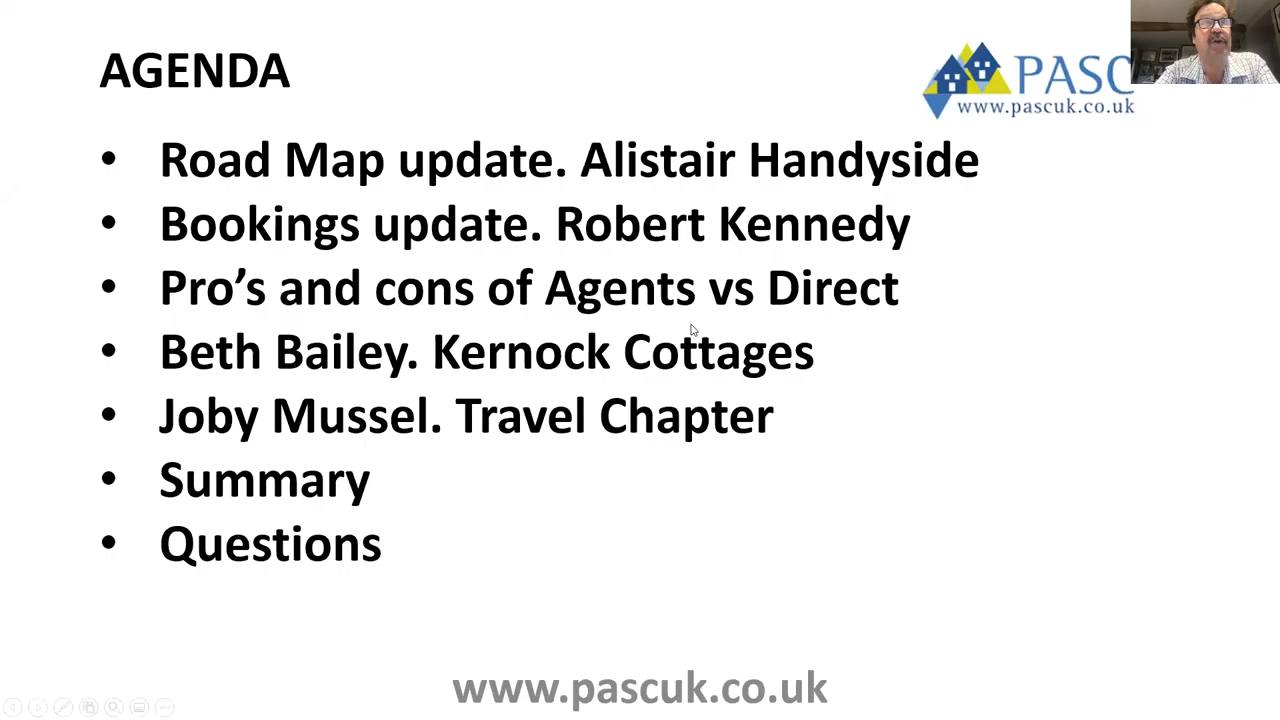 AGENDA
PASC
www.pascuk.co.uk
• Road Map update. Alistair Handyside
• Bookings update. Robert Kennedy
• Pro’s and cons of Agents vs Direct
• Beth Bailey. Kernock Cottages
• Joby Mussel. Travel Chapter
• Summary
• Questions
www.pascuk.co.uk